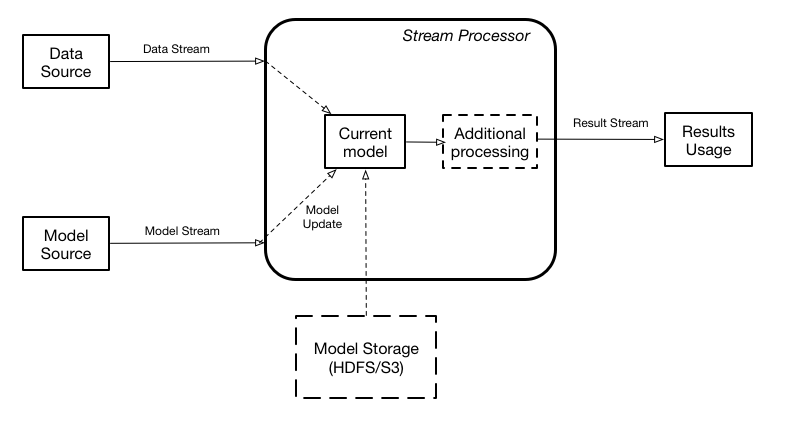 Stream Processor
Data Stream
Data
Source
Current
model
Additional
processing
Result Stream
Results
Usage
Model
Update
Model Stream
Model
Source
Model Storage
(HDFS/S3)